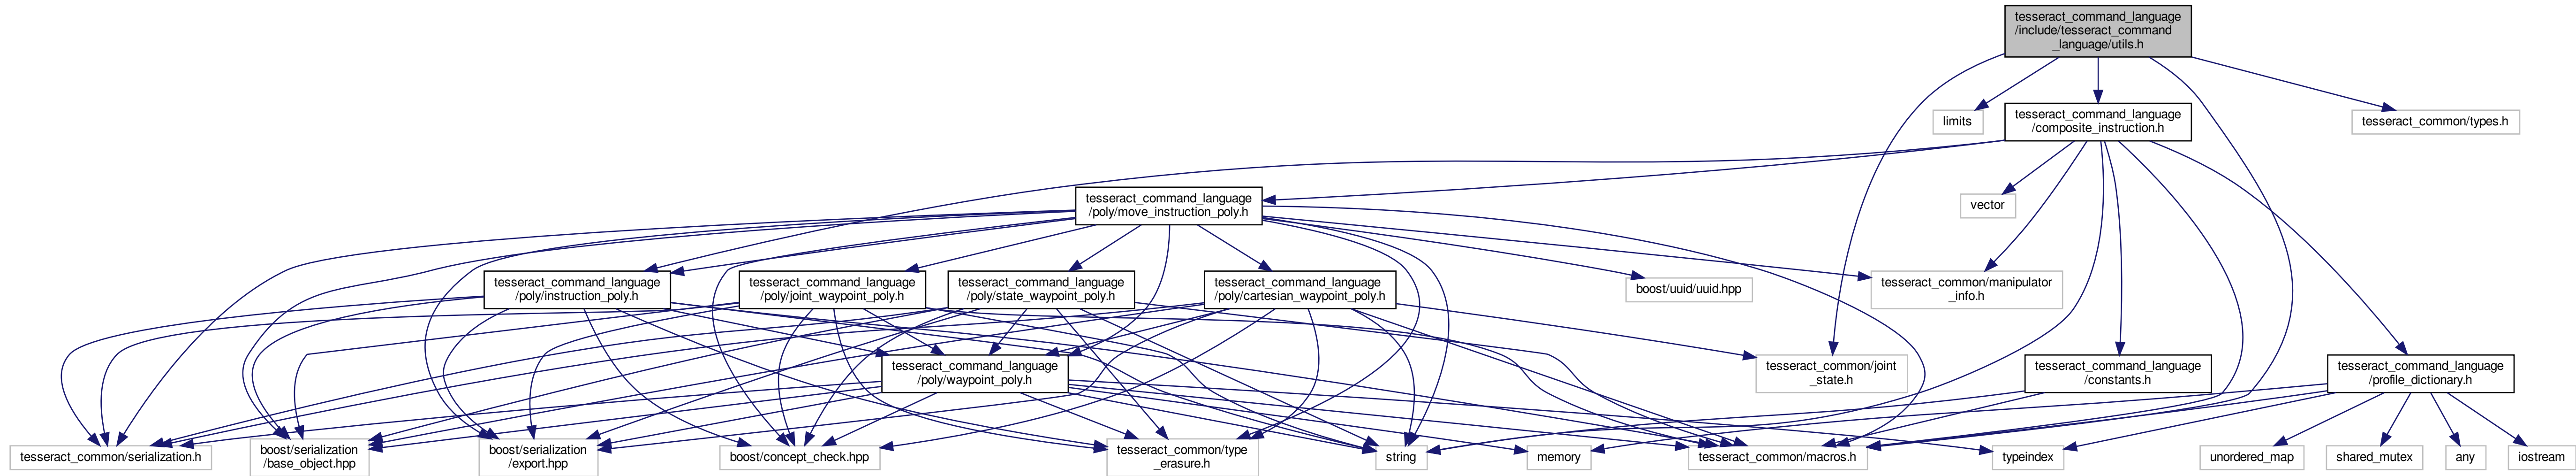 tesseract_command_language
/include/tesseract_command
_language/utils.h
limits
tesseract_command_language
/composite_instruction.h
tesseract_common/types.h
tesseract_command_language
/poly/move_instruction_poly.h
vector
tesseract_command_language
/poly/instruction_poly.h
tesseract_command_language
/poly/joint_waypoint_poly.h
tesseract_command_language
/poly/state_waypoint_poly.h
tesseract_command_language
/poly/cartesian_waypoint_poly.h
boost/uuid/uuid.hpp
tesseract_common/manipulator
_info.h
tesseract_command_language
/poly/waypoint_poly.h
tesseract_common/joint
_state.h
tesseract_command_language
/constants.h
tesseract_command_language
/profile_dictionary.h
tesseract_common/serialization.h
boost/serialization
/base_object.hpp
boost/serialization
/export.hpp
boost/concept_check.hpp
tesseract_common/type
_erasure.h
string
memory
tesseract_common/macros.h
typeindex
unordered_map
shared_mutex
any
iostream